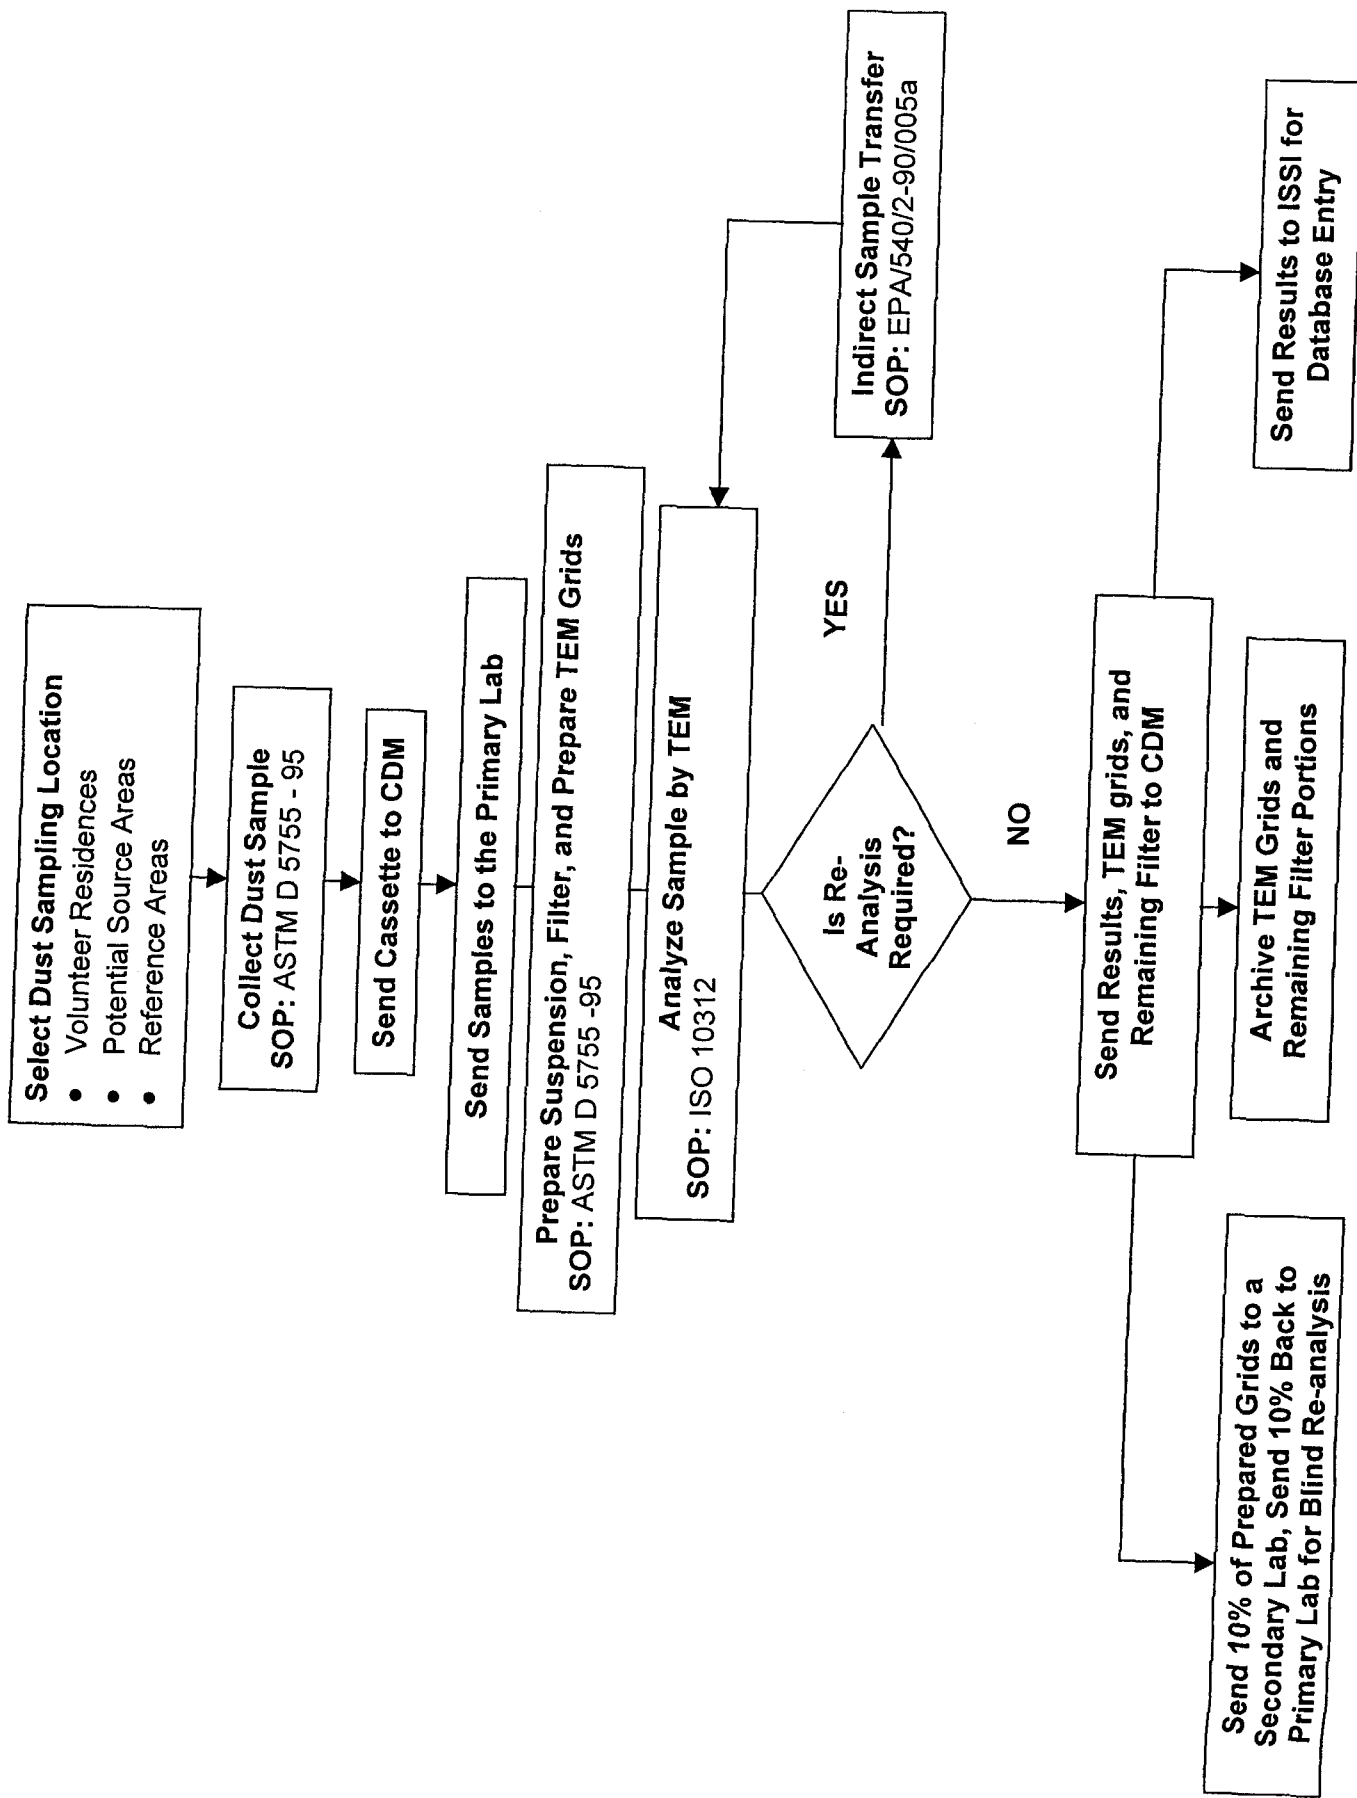 Select Dust Sampling Location
• Volunteer Residences
• Potential Source Areas
• Reference Areas
Collect Dust Sample
SOP: ASTM D 5755 - 95
Send Cassette to CDM
Send Samples to the Primary Lab
Prepare Suspension, Filter, and Prepare TEM Grids
SOP: ASTM D 5755 -95
Analyze Sample by TEM
SOP: ISO 10312
Is Re-
Analysis
Required?
YES
Indirect Sample Transfer
SOP: EPA/540/2-90/005a
NO
Send Results, TEM grids, and
Remaining Filter to CDM
Send 10% of Prepared Grids to a
Secondary Lab, Send 10% Back to
Primary Lab for Blind Re-analysis
Archive TEM Grids and
Remaining Filter Portions
Send Results to ISSI for
Database Entry